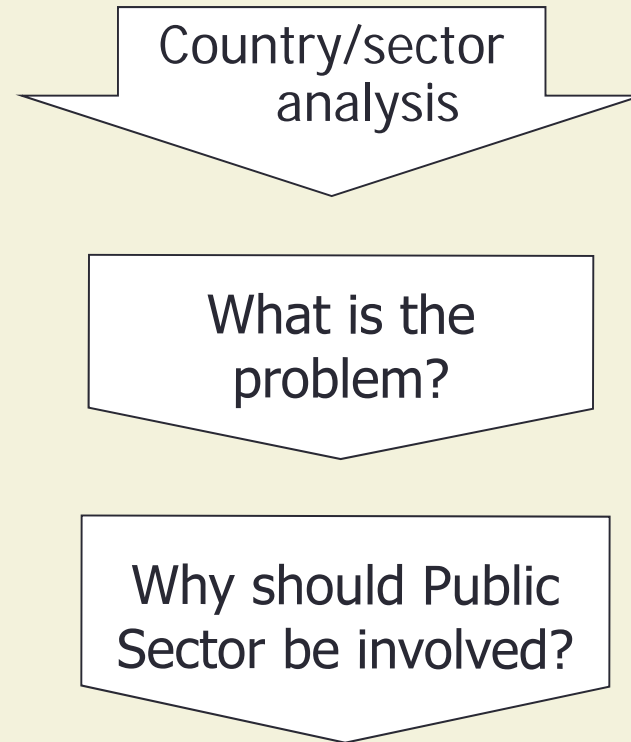 Country/sector
analysis
What is the
problem?
Why should Public
Sector be involved?